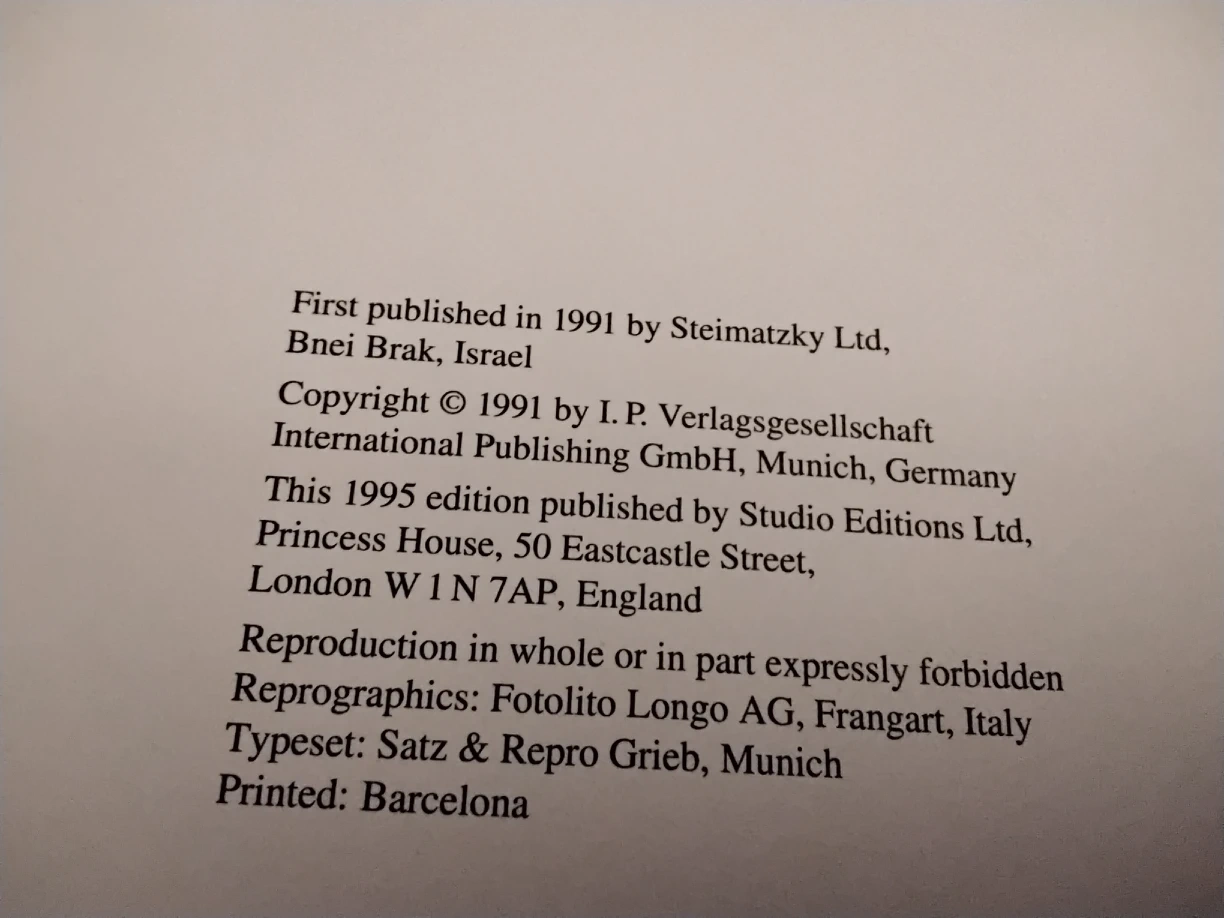 First published in 1991 by Steimatzky Ltd,
Bnei Brak, Israel
Copyright © 1991 by I. P. Verlagsgesellschaft
International Publishing GmbH, Munich, Germany
This 1995 edition published by Studio Editions Ltd,
Princess House, 50 Eastcastle Street,
London W 1 N 7AP, England
Reproduction in whole or in part expressly forbidden
Reprographics: Fotolito Longo AG, Frangart, Italy
Typeset: Satz & Repro Grieb, Munich
Printed: Barcelona